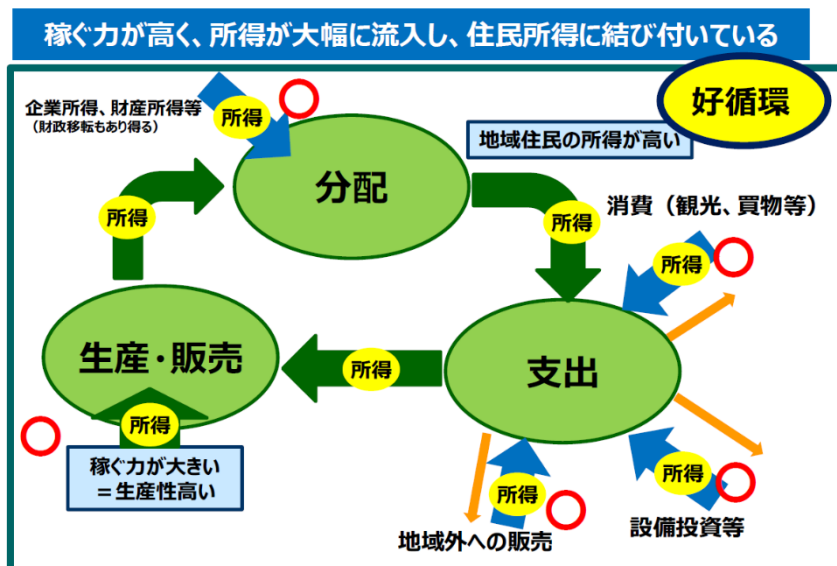 稼ぐ力が高く、所得が大幅に流入し、住民所得に結び付いている
好循環
企業所得、財産所得等
（財政移転もあり得る）
所得
分配
地域住民の所得が高い
所得
所得
消費（観光、買物等）
所得
生産・販売
所得
支出
所得
稼ぐ力が大きい
＝生産性高い
所得
地域外への販売
所得
設備投資等